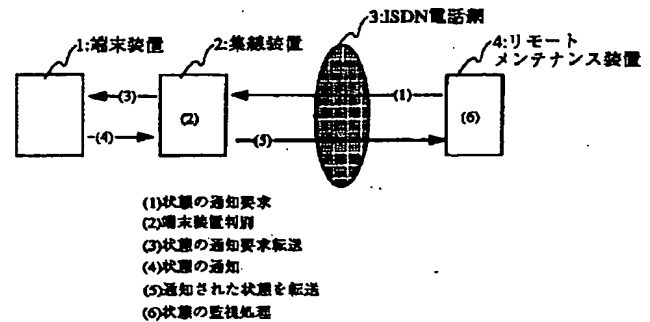 1:端末装置
2:集線装置
3:ISDN電話網
4:リモート
メンテナンス装置
(3)
(1)
(2)
(6)
(4)
(5)
(1)状態の通知要求
(2)端末装置判別
(3)状態の通知要求転送
(4)状態の通知
(5)通知された状態を転送
(6)状態の監視処理